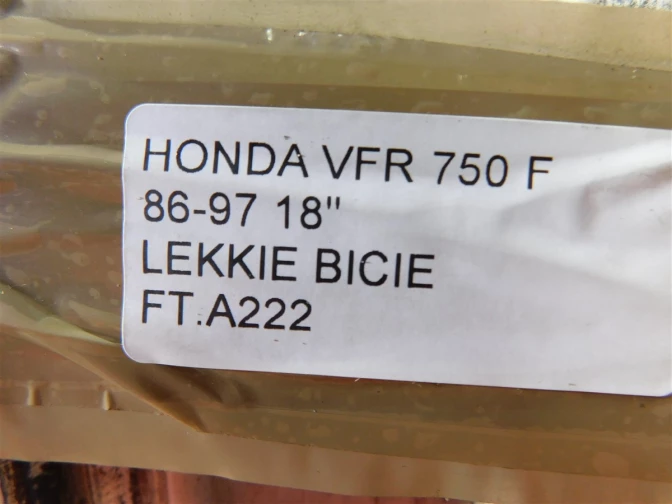 HONDA VFR 750 F
86-97 18"
LEKKIE BICIE
FT.A222